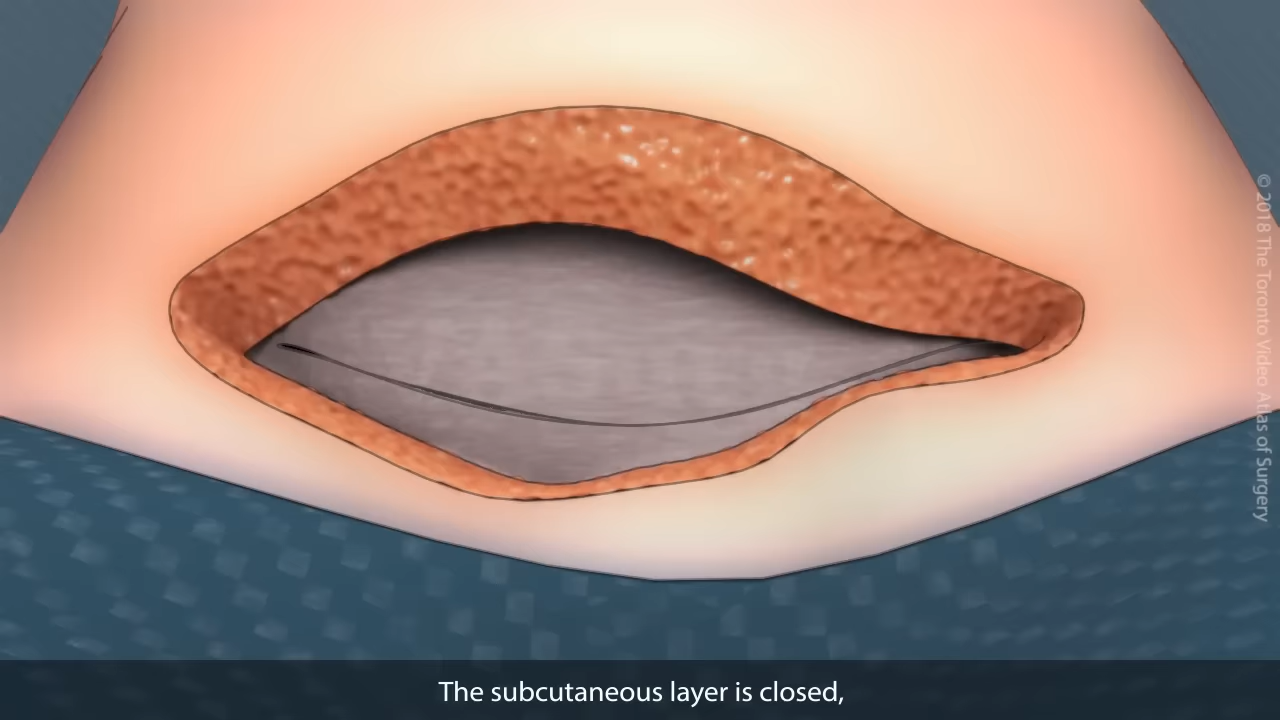 © 2018 The Toronto Video Atlas of Surgery
The subcutaneous layer is closed,